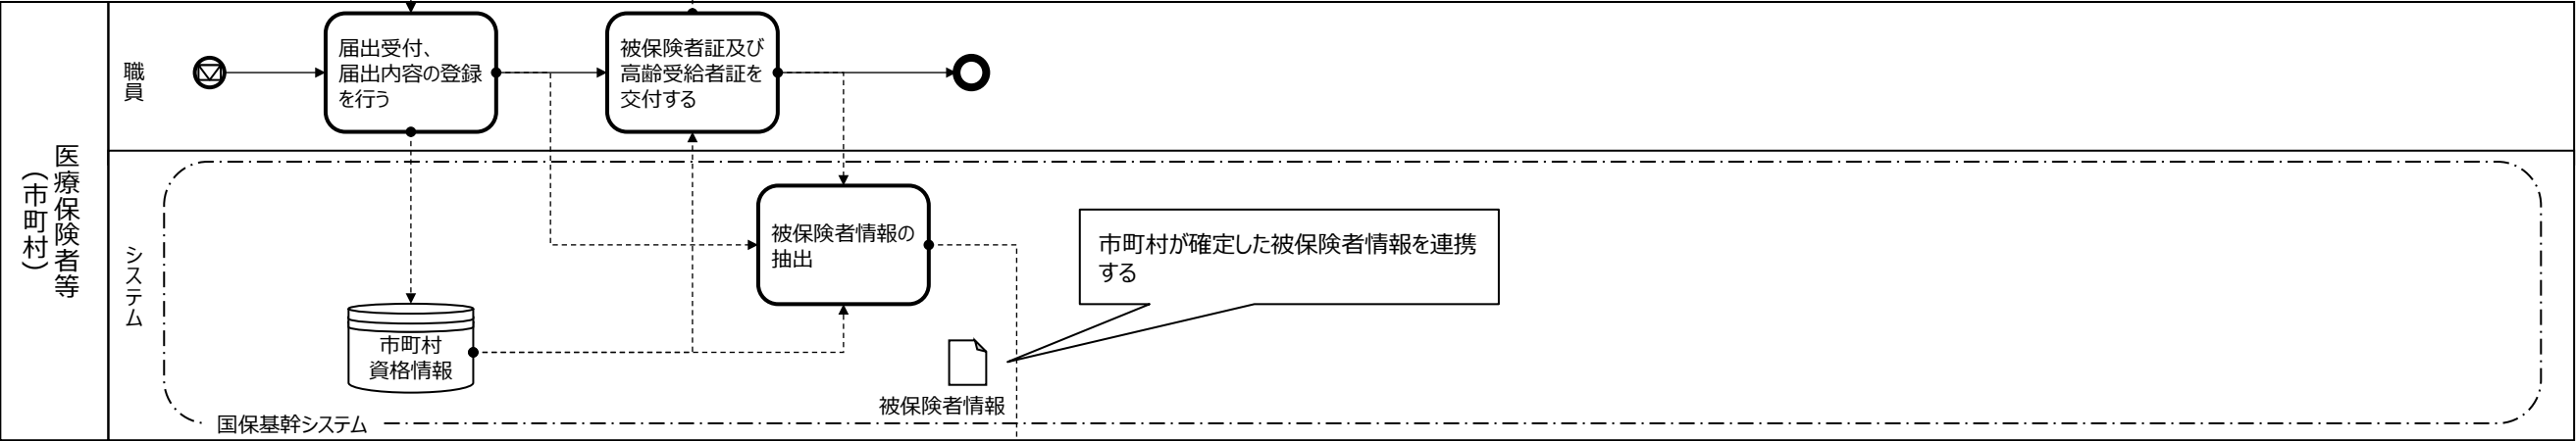 医療保険者等
（市町村）
職員
届出受付、
届出内容の登録
を行う
被保険者証及び
高齢受給者証を
交付する
システム
被保険者情報の
抽出
市町村が確定した被保険者情報を連携
する
市町村
資格情報
被保険者情報
国保基幹システム